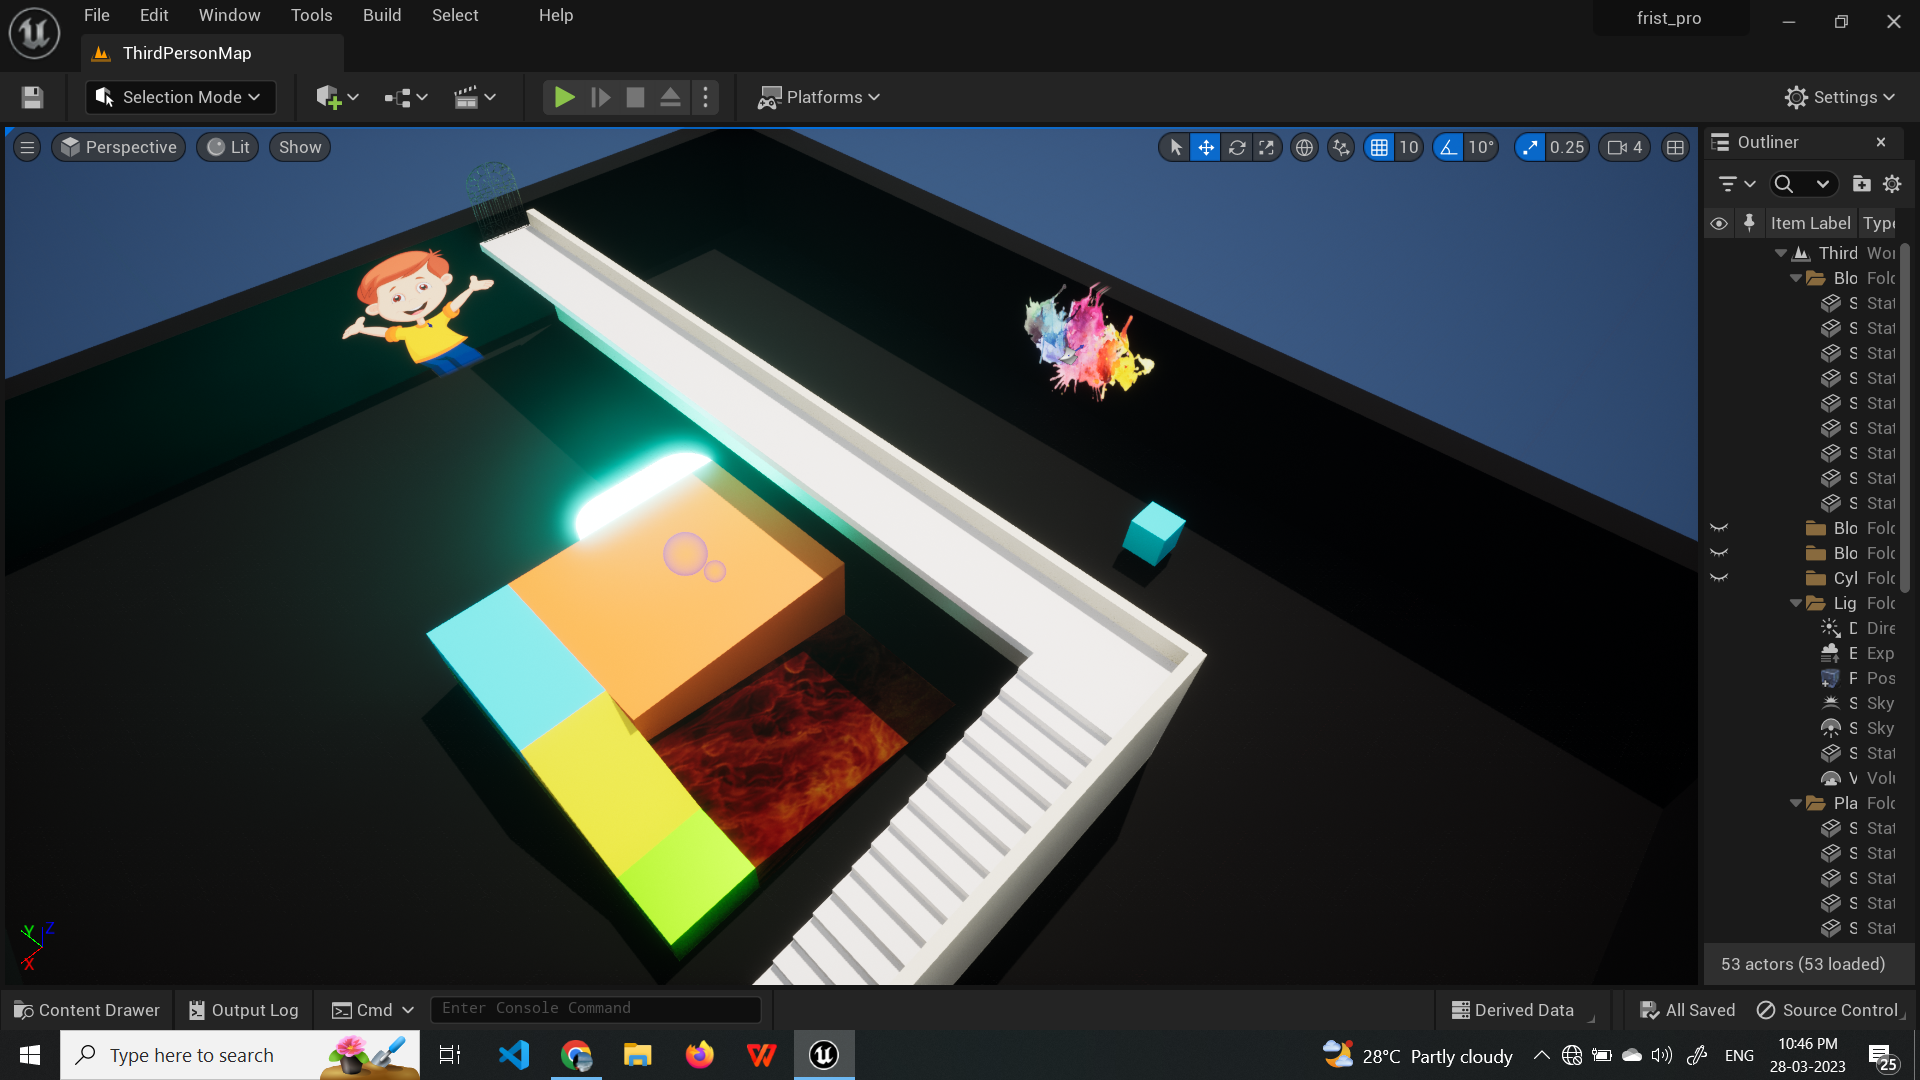 File Edit Window Tools Build Select Help
frist_pro
ThirdPersonMap
Selection Mode
Platforms
Settings
Perspective Lit Show
10 10° 0.25 4
Outliner
Item Label Type
Third Wor
Blo Fold
S Stat
S Stat
S Stat
S Stat
S Stat
S Stat
S Stat
S Stat
S Stat
Blo Fold
Blo Fold
Cyl Fold
Lig Fold
D Dire
E Exp
P Pos
S Sky
S Sky
S Stat
V Volu
Pla Fold
S Stat
S Stat
S Stat
S Stat
S Stat
53 actors (53 loaded)
Y Z
X
Content Drawer Output Log Cmd Enter Console Command
Derived Data All Saved Source Control
Type here to search
28°C Partly cloudy
ENG
10:46 PM
28-03-2023
25